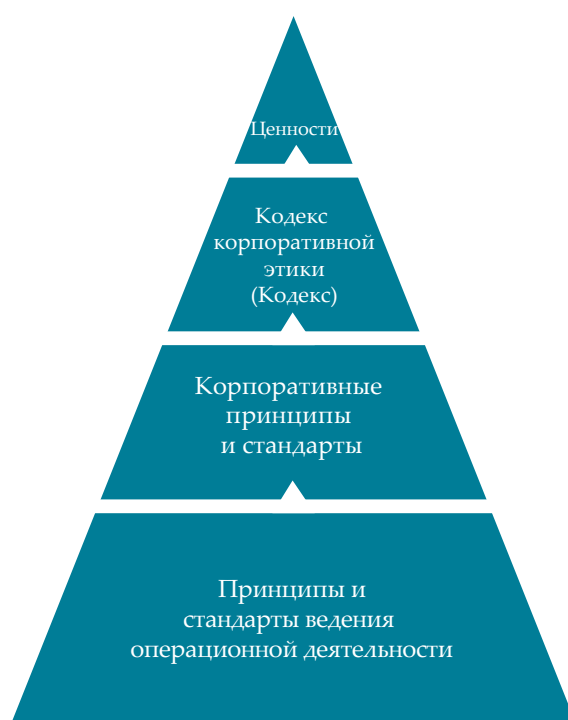 Ценности
Кодекс
корпоративной
этики
(Кодекс)
Корпоративные
принципы
и стандарты
Принципы и
стандарты ведения
операционной деятельности